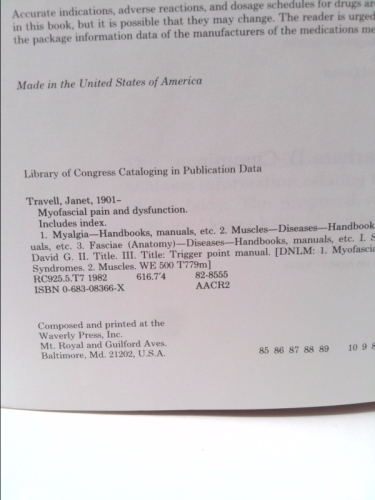 Accurate indications, adverse reactions, and dosage schedules for drugs
in this book, but it is possible that they may change. The reader is urged
the package information data of the manufacturers of the medications
Made in the United States of America
Library of Congress Cataloging in Publication Data
Travell, Janet, 1901–
Myofascial pain and dysfunction.
Includes index.
1. Myalgia—Handbooks, manuals, etc. 2. Muscles—Diseases—Handbook
uals, etc. 3. Fasciae (Anatomy)—Diseases—Handbooks, manuals, etc. I.
David G. II. Title. III. Title: Trigger point manual. [DNLM: 1. Myofascial
Syndromes. 2. Muscles. WE 500 T779m]
RC925.5.T7 1982 616.7'4 82-8555
ISBN 0-683-08366-X AACR2
Composed and printed at the
Waverly Press, Inc.
Mt. Royal and Guilford Aves.
Baltimore, Md. 21202, U.S.A.
85 86 87 88 89 10 9